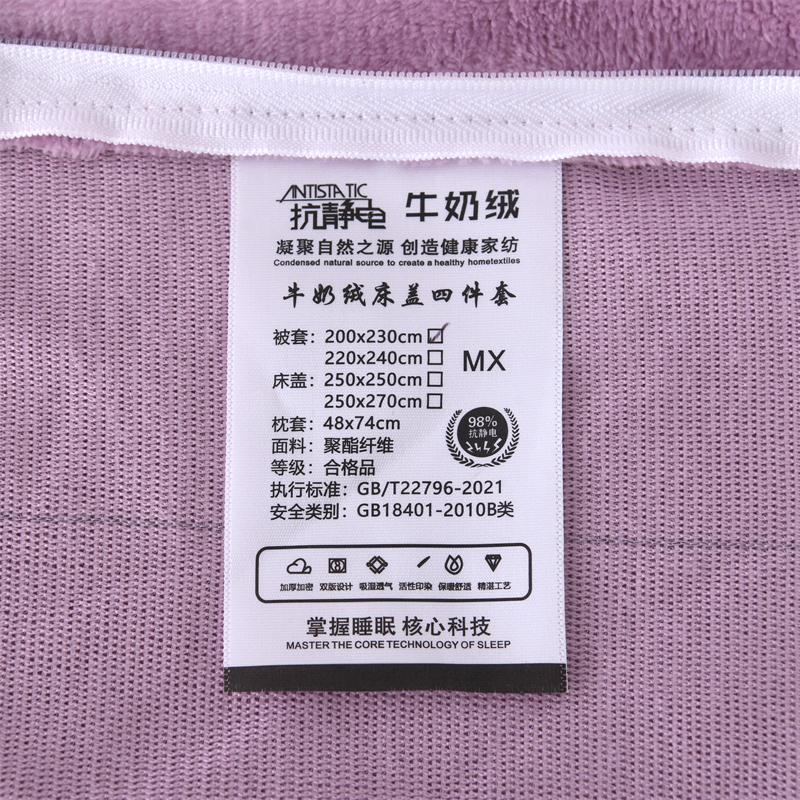 ANTISTATIC
抗静电 牛奶绒
凝聚自然之源 创造健康家纺
Condensed natural source to create a healthy hometextiles
牛奶绒床盖四件套
被套：200x230cm
220x240cm
MX
床盖：250x250cm
250x270cm
枕套：48x74cm
98%
抗静电
面料：聚酯纤维
等级：合格品
执行标准：GB/T22796-2021
安全类别：GB18401-2010B类
加厚加密 双版设计 吸湿透气 活性印染 保暖舒适 精湛工艺
掌握睡眠 核心科技
MASTER THE CORE TECHNOLOGY OF SLEEP